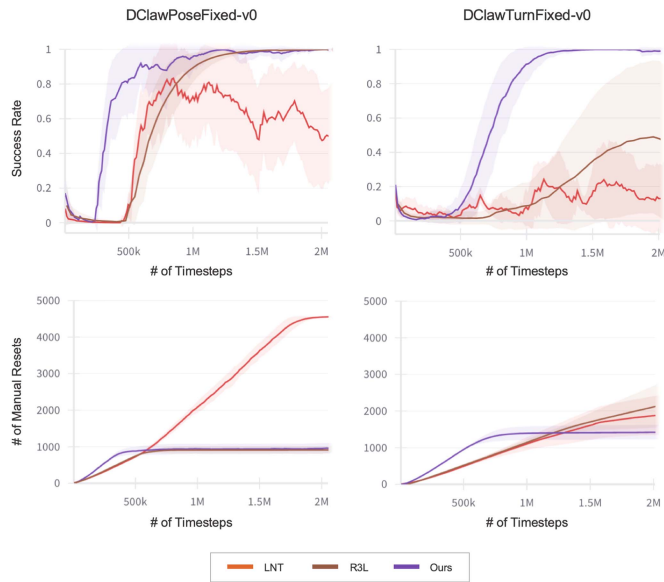 DClawPoseFixed-v0
DClawTurnFixed-v0
Success Rate
1
0.8
0.6
0.4
0.2
0
500k 1M 1.5M 2M
# of Timesteps
1
0.8
0.6
0.4
0.2
0
500k 1M 1.5M 2M
# of Timesteps
# of Manual Resets
5000
4000
3000
2000
1000
0
500k 1M 1.5M 2M
# of Timesteps
5000
4000
3000
2000
1000
0
500k 1M 1.5M 2M
# of Timesteps
LNT R3L Ours